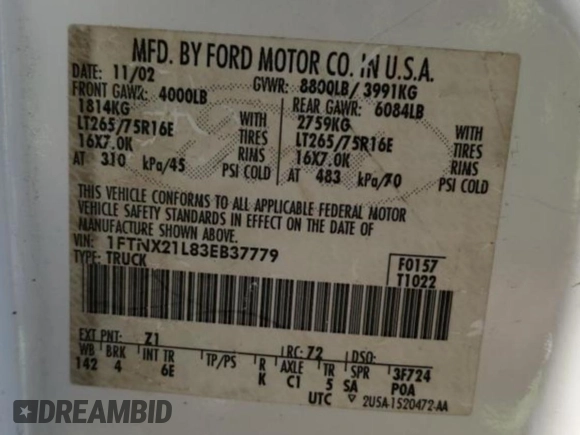 MFD. BY FORD MOTOR CO. IN U.S.A.
DATE: 11/02 GVWR: 8800LB/ 3991KG
FRONT GAWR: 4000LB REAR GAWR: 6084LB
1814KG WITH 2759KG WITH
LT265/75R16E TIRES LT265/75R16E TIRES
16X7.0K RIMS 16X7.0K RIMS
AT 310 kPa/45 PSI COLD AT 483 kPa/70 PSI COLD
THIS VEHICLE CONFORMS TO ALL APPLICABLE FEDERAL MOTOR
VEHICLE SAFETY STANDARDS IN EFFECT ON THE DATE OF
MANUFACTURE SHOWN ABOVE.
VIN: 1FTNX21L83EB37779
TYPE: TRUCK F0157
T1022
EXT PNT: Z1 RC: 72 DSO:
WB BRK INT TR TP/PS R AXLE TR SPR 3F724
142 4 6E K C1 5 SA P0A
UTC ▽ 2U5A-1520472-AA
DREAMBID